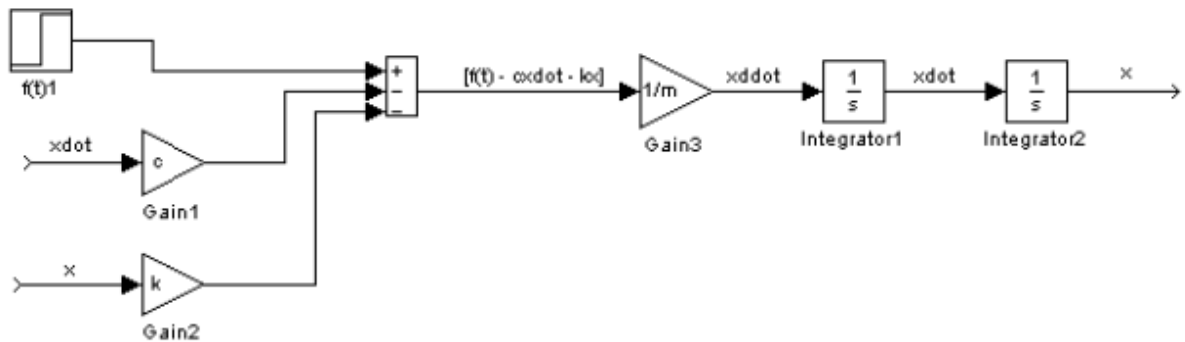 f(t)1
+
−
−
[f(t) - cxdot - kx]
1/m
Gain3
xddot
1
s
Integrator1
xdot
1
s
Integrator2
x
xdot
c
Gain1
x
k
Gain2